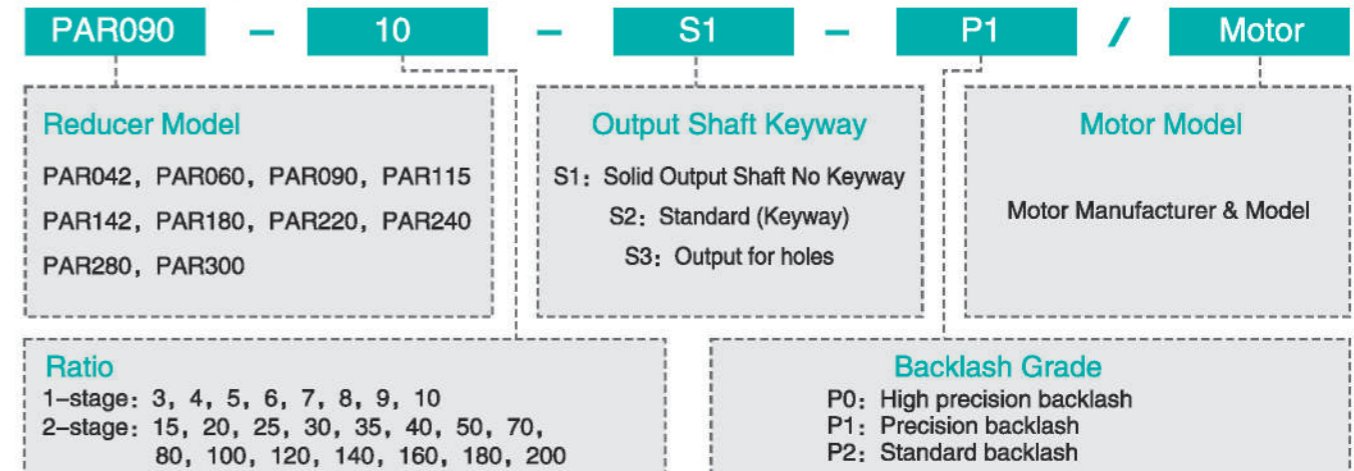 PAR090 – 10 – S1 – P1 / Motor
Reducer Model
PAR042, PAR060, PAR090, PAR115
PAR142, PAR180, PAR220, PAR240
PAR280, PAR300
Output Shaft Keyway
S1: Solid Output Shaft No Keyway
S2: Standard (Keyway)
S3: Output for holes
Motor Model
Motor Manufacturer & Model
Ratio
1–stage: 3, 4, 5, 6, 7, 8, 9, 10
2–stage: 15, 20, 25, 30, 35, 40, 50, 70,
80, 100, 120, 140, 160, 180, 200
Backlash Grade
P0: High precision backlash
P1: Precision backlash
P2: Standard backlash